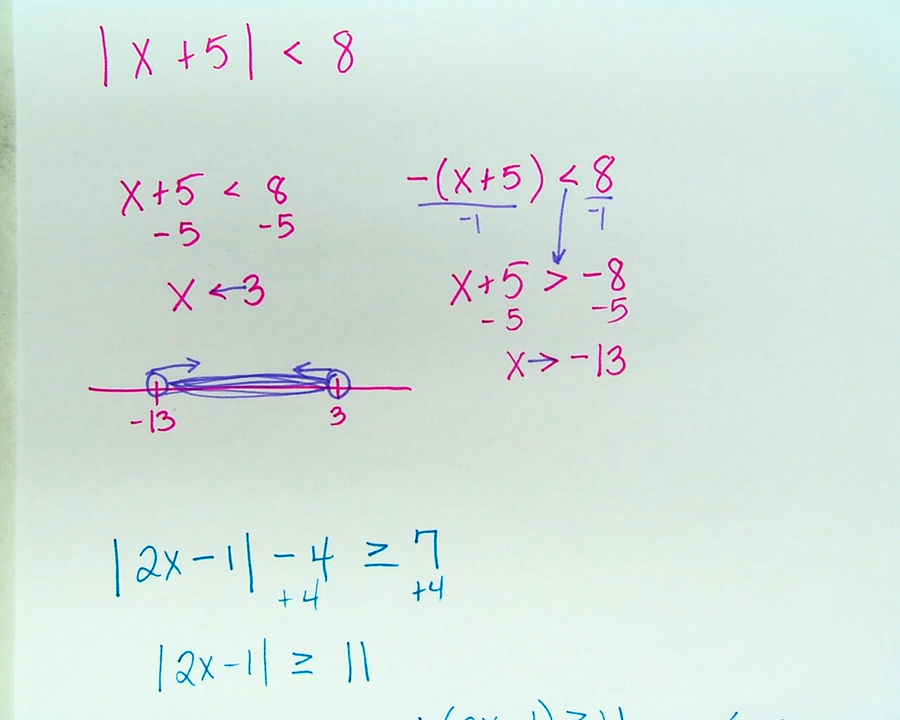 |x+5| < 8
x+5 < 8
-5 -5
x < 3
-(x+5) < 8
-1 -1
x+5 > -8
-5 -5
x > -13
-13 3
|2x-1| -4 ≥ 7
+4 +4
|2x-1| ≥ 11